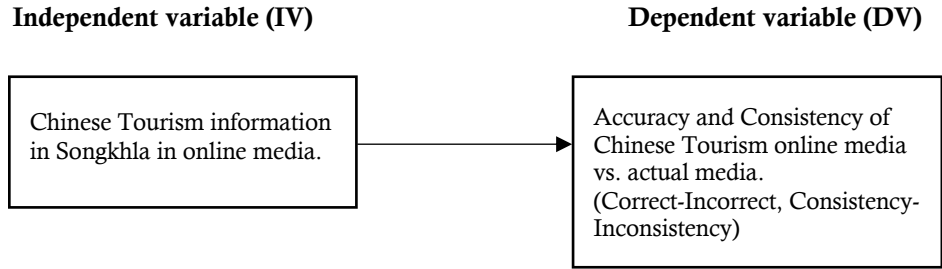 Independent variable (IV)
Dependent variable (DV)
Chinese Tourism information
in Songkhla in online media.
Accuracy and Consistency of
Chinese Tourism online media
vs. actual media.
(Correct-Incorrect, Consistency-
Inconsistency)